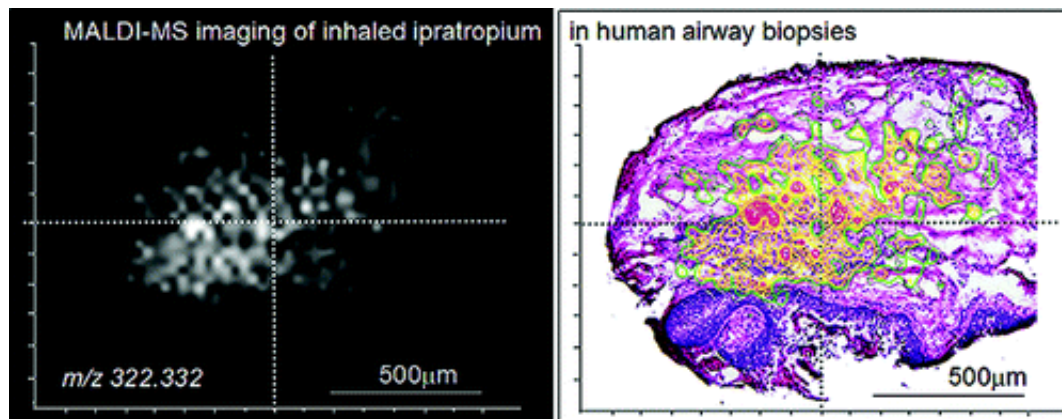 MALDI-MS imaging of inhaled ipratropium
in human airway biopsies
m/z 322.332
500μm
500μm